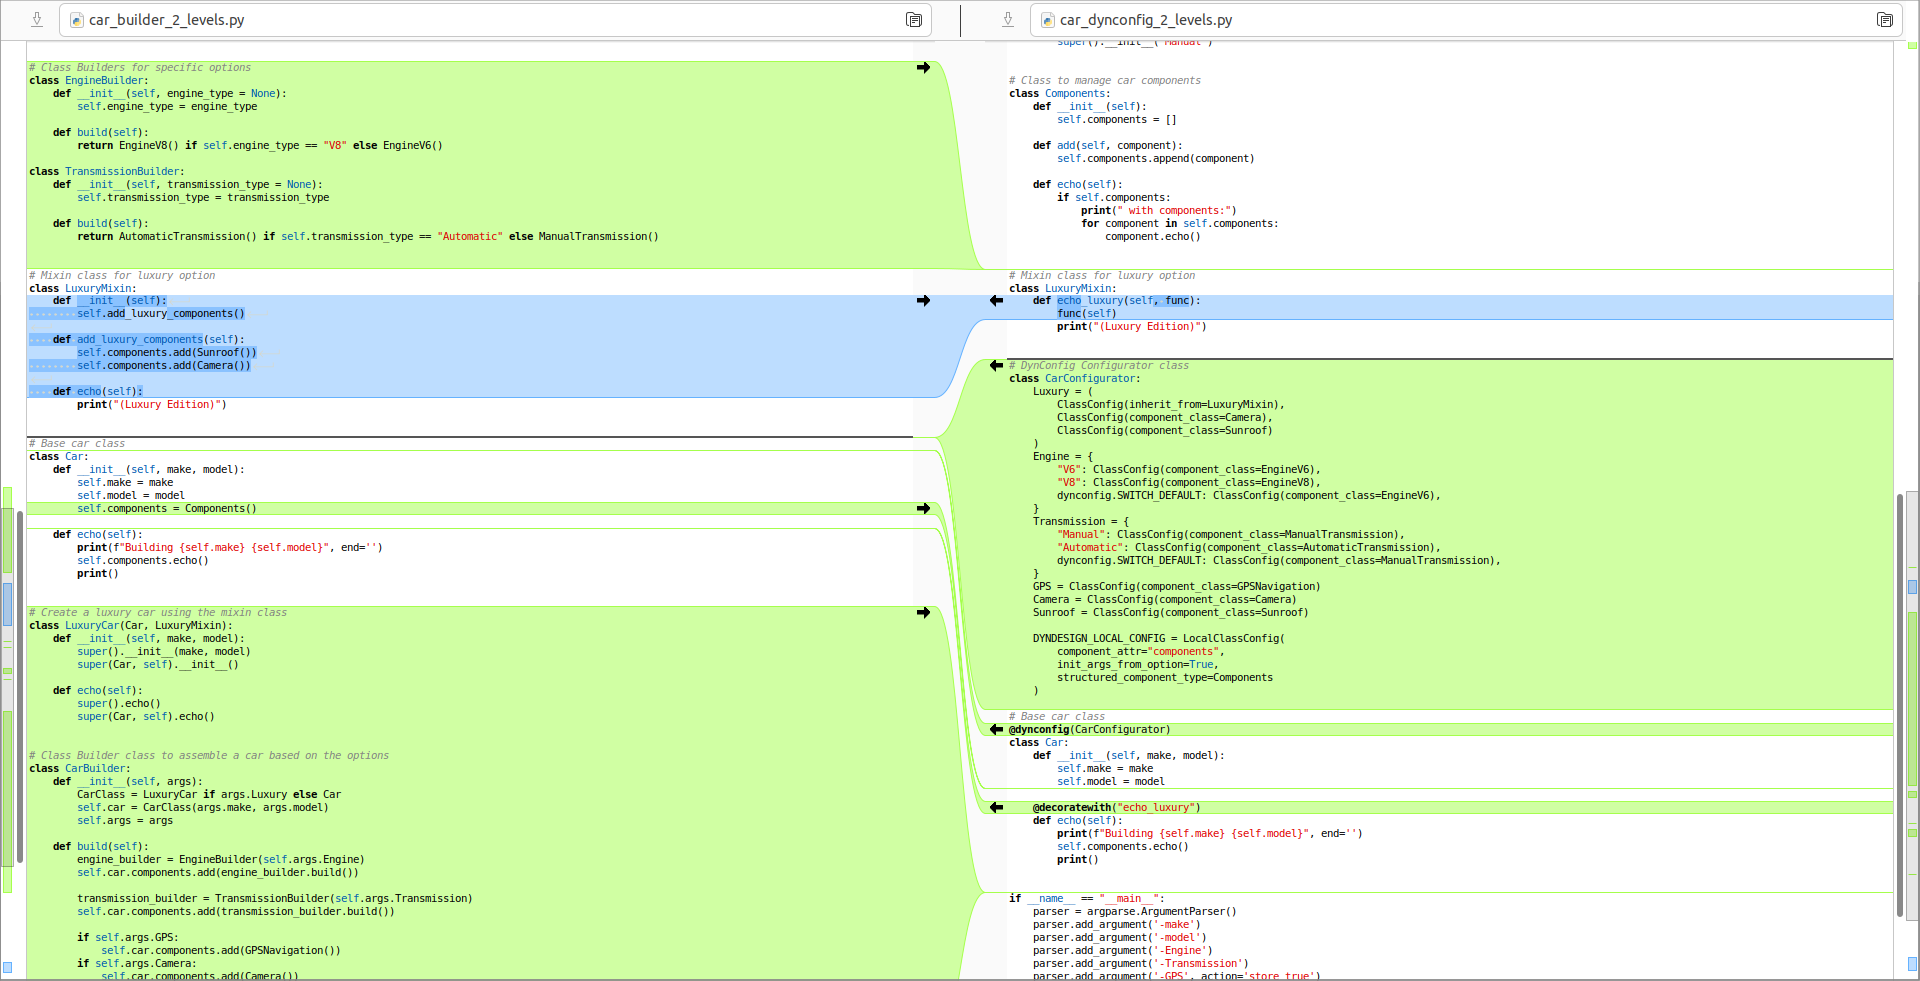 car_builder_2_levels.py
# Class Builders for specific options
class EngineBuilder:
    def __init__(self, engine_type = None):
        self.engine_type = engine_type
    def build(self):
        return EngineV8() if self.engine_type == "V8" else EngineV6()
class TransmissionBuilder:
    def __init__(self, transmission_type = None):
        self.transmission_type = transmission_type
    def build(self):
        return AutomaticTransmission() if self.transmission_type == "Automatic" else ManualTransmission()
# Mixin class for luxury option
class LuxuryMixin:
    def __init__(self):
        self.add_luxury_components()
    def add_luxury_components(self):
        self.components.add(Sunroof())
        self.components.add(Camera())
    def echo(self):
        print("(Luxury Edition)")
# Base car class
class Car:
    def __init__(self, make, model):
        self.make = make
        self.model = model
        self.components = Components()
    def echo(self):
        print(f"Building {self.make} {self.model}", end='')
        self.components.echo()
        print()
# Create a luxury car using the mixin class
class LuxuryCar(Car, LuxuryMixin):
    def __init__(self, make, model):
        super().__init__(make, model)
        super(Car, self).__init__()
    def echo(self):
        super().echo()
        super(Car, self).echo()
# Class Builder class to assemble a car based on the options
class CarBuilder:
    def __init__(self, args):
        CarClass = LuxuryCar if args.Luxury else Car
        self.car = CarClass(args.make, args.model)
        self.args = args
    def build(self):
        engine_builder = EngineBuilder(self.args.Engine)
        self.car.components.add(engine_builder.build())
        transmission_builder = TransmissionBuilder(self.args.Transmission)
        self.car.components.add(transmission_builder.build())
        if self.args.GPS:
            self.car.components.add(GPSNavigation())
        if self.args.Camera:
            self.car.components.add(Camera())
car_dynconfig_2_levels.py
        super().__init__("Manual")
# Class to manage car components
class Components:
    def __init__(self):
        self.components = []
    def add(self, component):
        self.components.append(component)
    def echo(self):
        if self.components:
            print(" with components:")
            for component in self.components:
                component.echo()
# Mixin class for luxury option
class LuxuryMixin:
    def echo_luxury(self, func):
        func(self)
        print("(Luxury Edition)")
# DynConfig Configurator class
class CarConfigurator:
    Luxury = (
        ClassConfig(inherit_from=LuxuryMixin),
        ClassConfig(component_class=Camera),
        ClassConfig(component_class=Sunroof)
    )
    Engine = {
        "V6": ClassConfig(component_class=EngineV6),
        "V8": ClassConfig(component_class=EngineV8),
        dynconfig.SWITCH_DEFAULT: ClassConfig(component_class=EngineV6),
    }
    Transmission = {
        "Manual": ClassConfig(component_class=ManualTransmission),
        "Automatic": ClassConfig(component_class=AutomaticTransmission),
        dynconfig.SWITCH_DEFAULT: ClassConfig(component_class=ManualTransmission),
    }
    GPS = ClassConfig(component_class=GPSNavigation)
    Camera = ClassConfig(component_class=Camera)
    Sunroof = ClassConfig(component_class=Sunroof)
    DYNDESIGN_LOCAL_CONFIG = LocalClassConfig(
        component_attr="components",
        init_args_from_option=True,
        structured_component_type=Components
    )
# Base car class
@dynconfig(CarConfigurator)
class Car:
    def __init__(self, make, model):
        self.make = make
        self.model = model
    @decoratewith("echo_luxury")
    def echo(self):
        print(f"Building {self.make} {self.model}", end='')
        self.components.echo()
        print()
if __name__ == "__main__":
    parser = argparse.ArgumentParser()
    parser.add_argument('-make')
    parser.add_argument('-model')
    parser.add_argument('-Engine')
    parser.add_argument('-Transmission')
    parser.add_argument('-GPS', action='store_true')